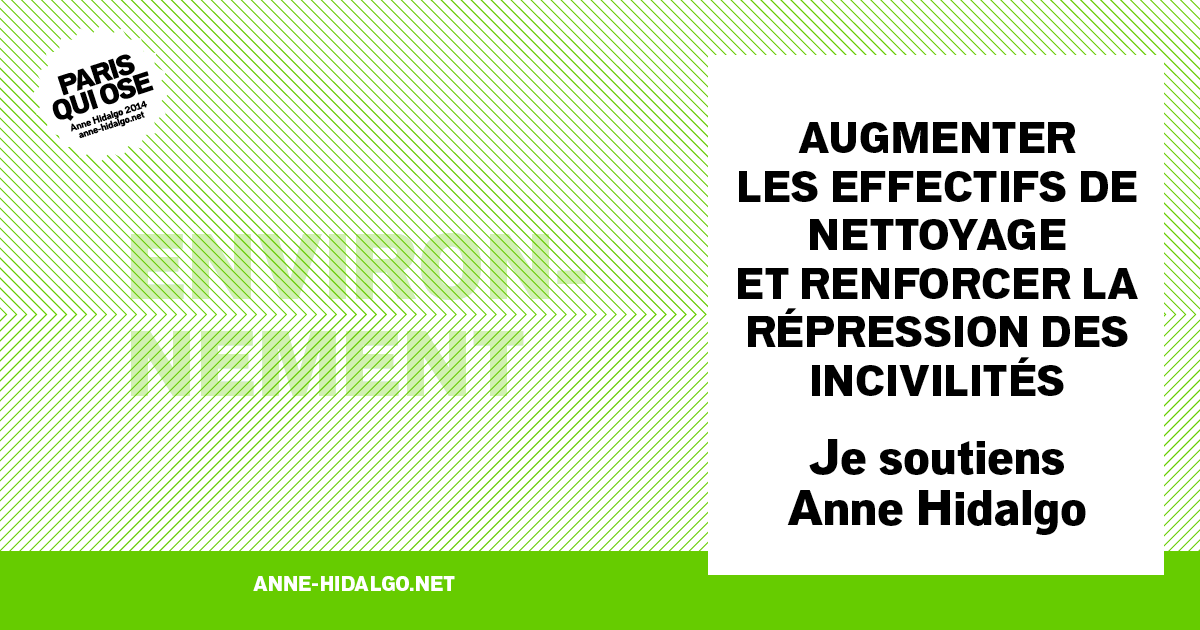 PARIS
QUI OSE
Anne Hidalgo 2014
anne-hidalgo.net
ENVIRON-
NEMENT
AUGMENTER
LES EFFECTIFS DE
NETTOYAGE
ET RENFORCER LA
RÉPRESSION DES
INCIVILITÉS
Je soutiens
Anne Hidalgo
ANNE-HIDALGO.NET